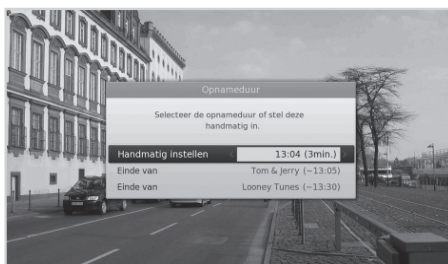 Opnameduur
Selecteer de opnameduur of stel deze
handmatig in.
Handmatig instellen 13:04 (3min.)
Einde van Tom & Jerry (~13:05)
Einde van Looney Tunes (~13:30)